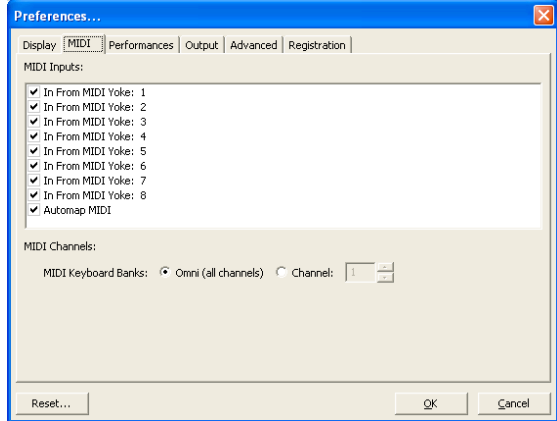 Preferences...
Display MIDI Performances Output Advanced Registration
MIDI Inputs:
In From MIDI Yoke: 1
In From MIDI Yoke: 2
In From MIDI Yoke: 3
In From MIDI Yoke: 4
In From MIDI Yoke: 5
In From MIDI Yoke: 6
In From MIDI Yoke: 7
In From MIDI Yoke: 8
Automap MIDI
MIDI Channels:
MIDI Keyboard Banks: Omni (all channels) Channel: 1
Reset... OK Cancel